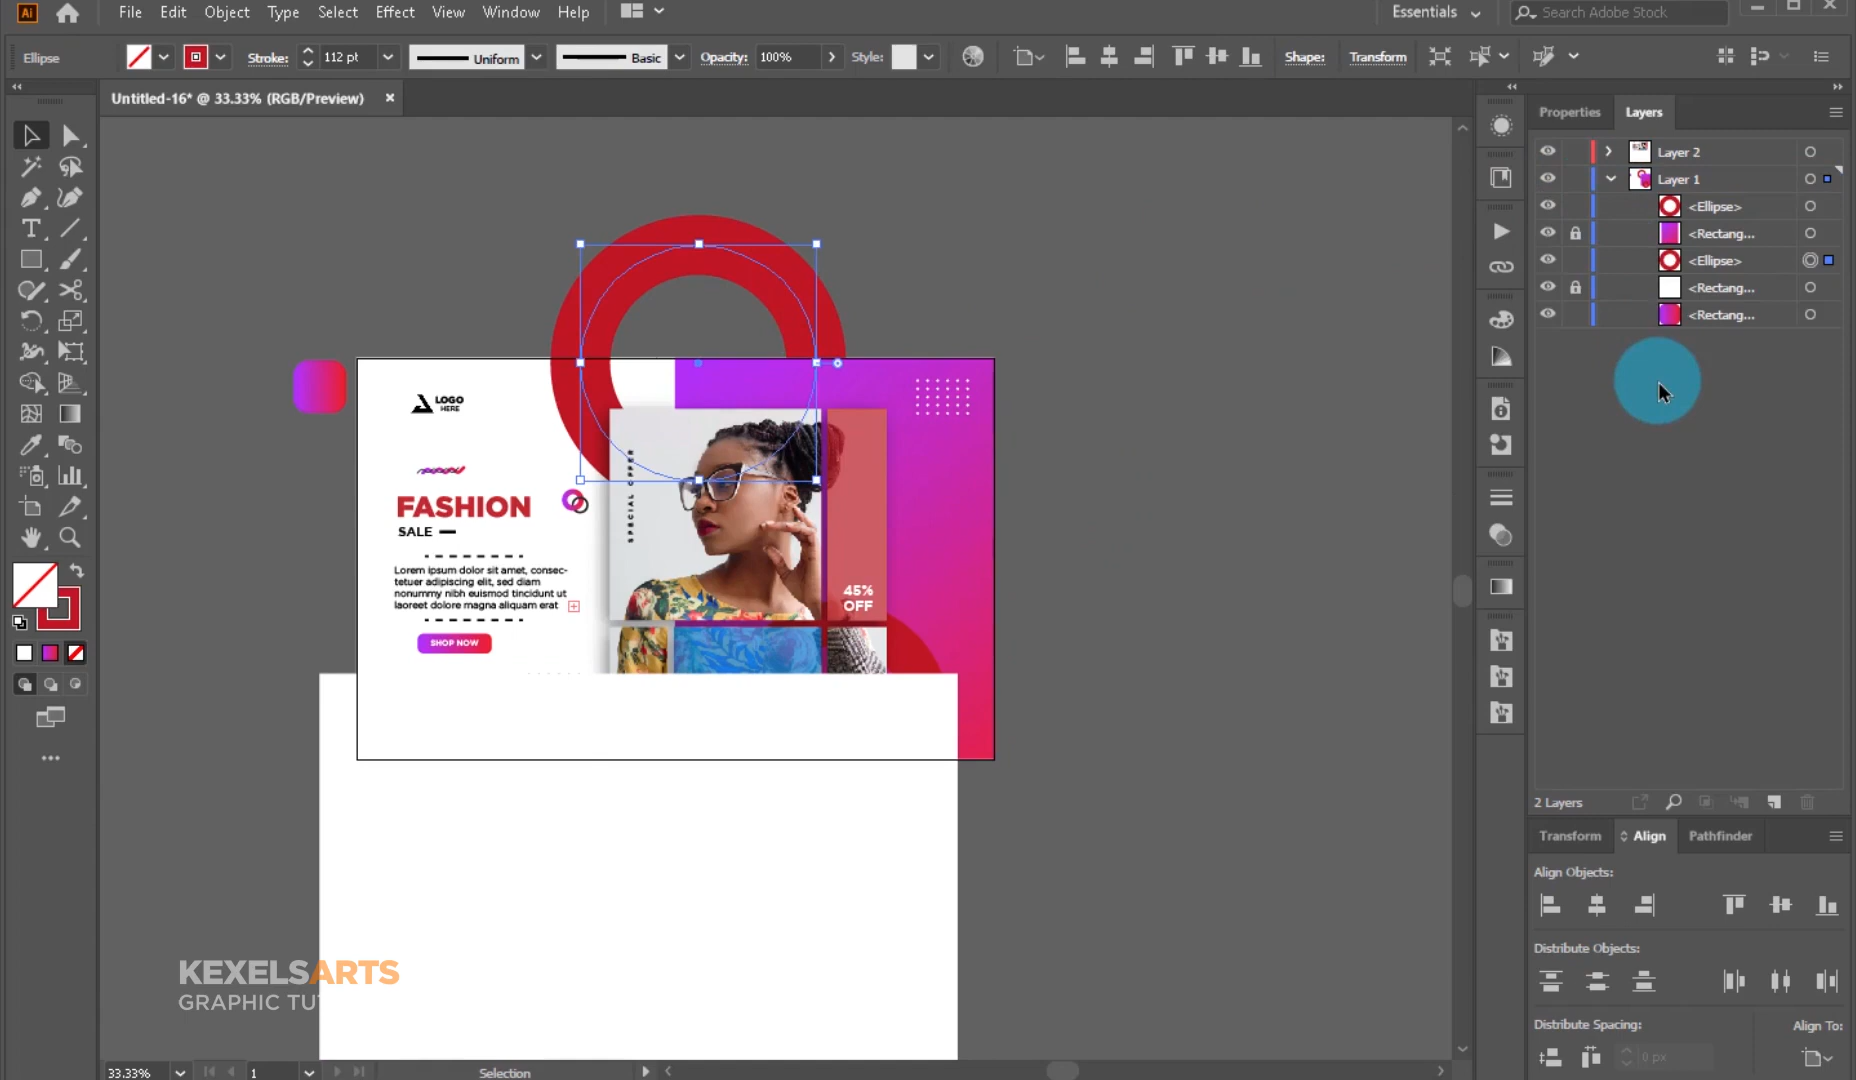 Ai File Edit Object Type Select Effect View Window Help Essentials Search Adobe Stock
Ellipse Stroke: 112 pt Uniform Basic Opacity: 100% Style: Shape: Transform
Untitled-16* @ 33.33% (RGB/Preview)
Properties Layers
Layer 2
Layer 1
<Ellipse>
<Rectang...
<Ellipse>
<Rectang...
<Rectang...
LOGO
HERE
SPECIAL OFFER
FASHION
SALE
Lorem ipsum dolor sit amet, consec-
tetuer adipiscing elit, sed diam
nonummy nibh euismod tincidunt ut
laoreet dolore magna aliquam erat
SHOP NOW
45%
OFF
2 Layers
Transform Align Pathfinder
Align Objects:
Distribute Objects:
Distribute Spacing: Align To:
0 px
KEXELSARTS
GRAPHIC TU
33.33% 1 Selection